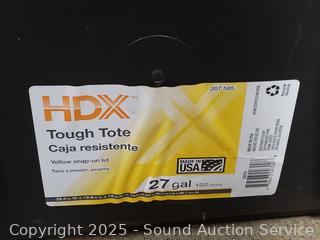 207 585
HDX
Tough Tote
Caja resistente
Yellow snap-on lid
Tapa a presión amarilla
MADE IN
USA
27 gal 102 litros
Copyright 2025 - Sound Auction Service